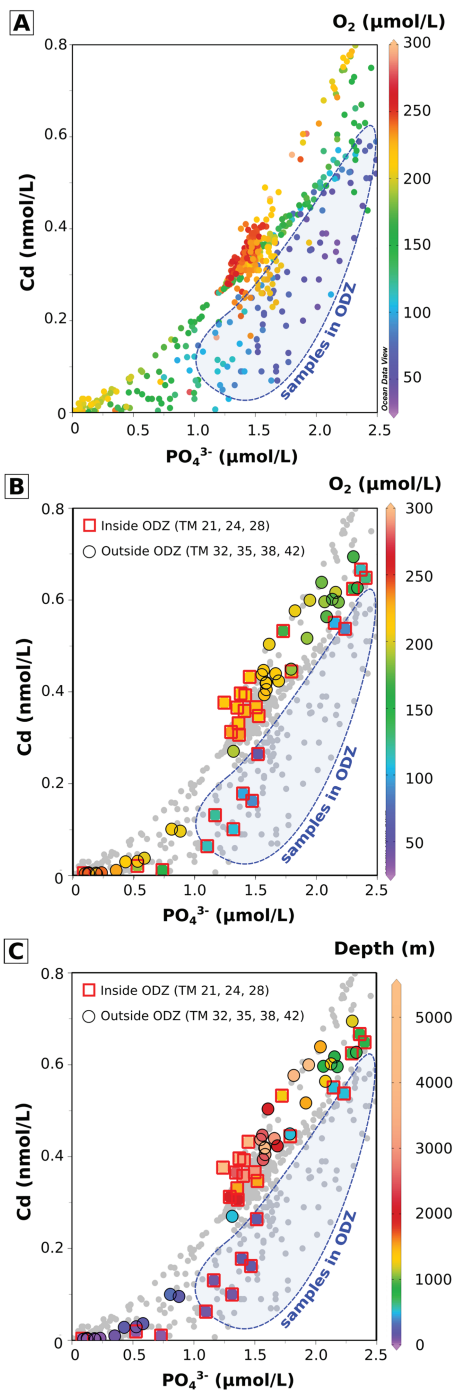 A
O₂ (µmol/L)
0.8
0.6
0.4
0.2
0
Cd (nmol/L)
300
250
200
150
100
50
samples in ODZ
Ocean Data View
0 0.5 1.0 1.5 2.0 2.5
PO₄³⁻ (µmol/L)
B
O₂ (µmol/L)
0.8
0.6
0.4
0.2
0
Cd (nmol/L)
Inside ODZ (TM 21, 24, 28)
Outside ODZ (TM 32, 35, 38, 42)
300
250
200
150
100
50
samples in ODZ
0 0.5 1.0 1.5 2.0 2.5
PO₄³⁻ (µmol/L)
C
Depth (m)
0.8
0.6
0.4
0.2
0
Cd (nmol/L)
Inside ODZ (TM 21, 24, 28)
Outside ODZ (TM 32, 35, 38, 42)
5000
4000
3000
2000
1000
0
samples in ODZ
0 0.5 1.0 1.5 2.0 2.5
PO₄³⁻ (µmol/L)